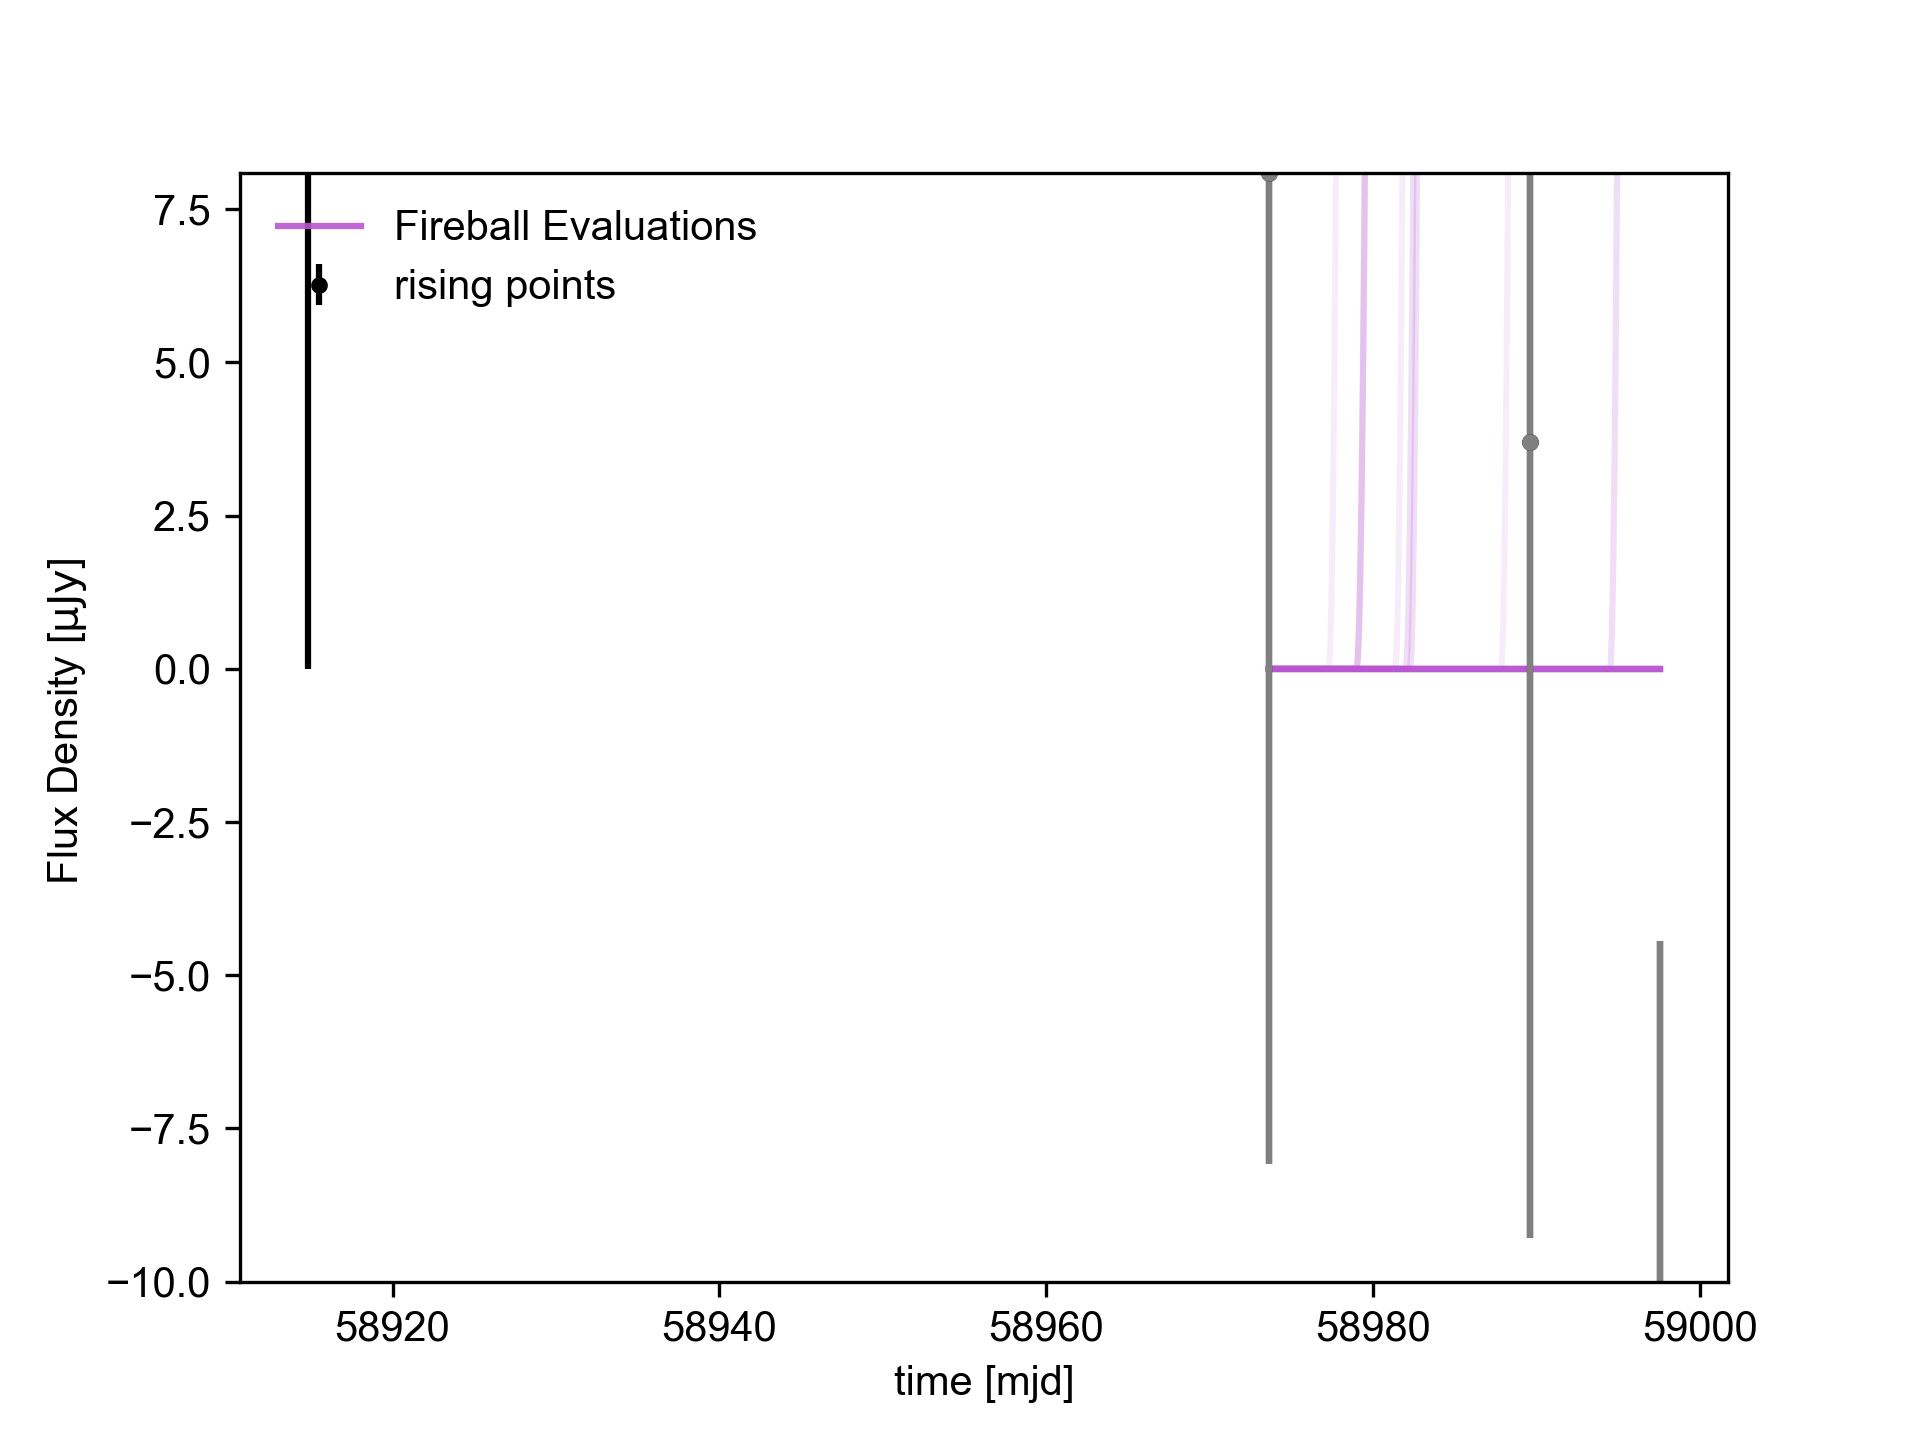 Fireball Evaluations
rising points
7.5
5.0
2.5
0.0
−2.5
−5.0
−7.5
−10.0
Flux Density [µJy]
58920 58940 58960 58980 59000
time [mjd]